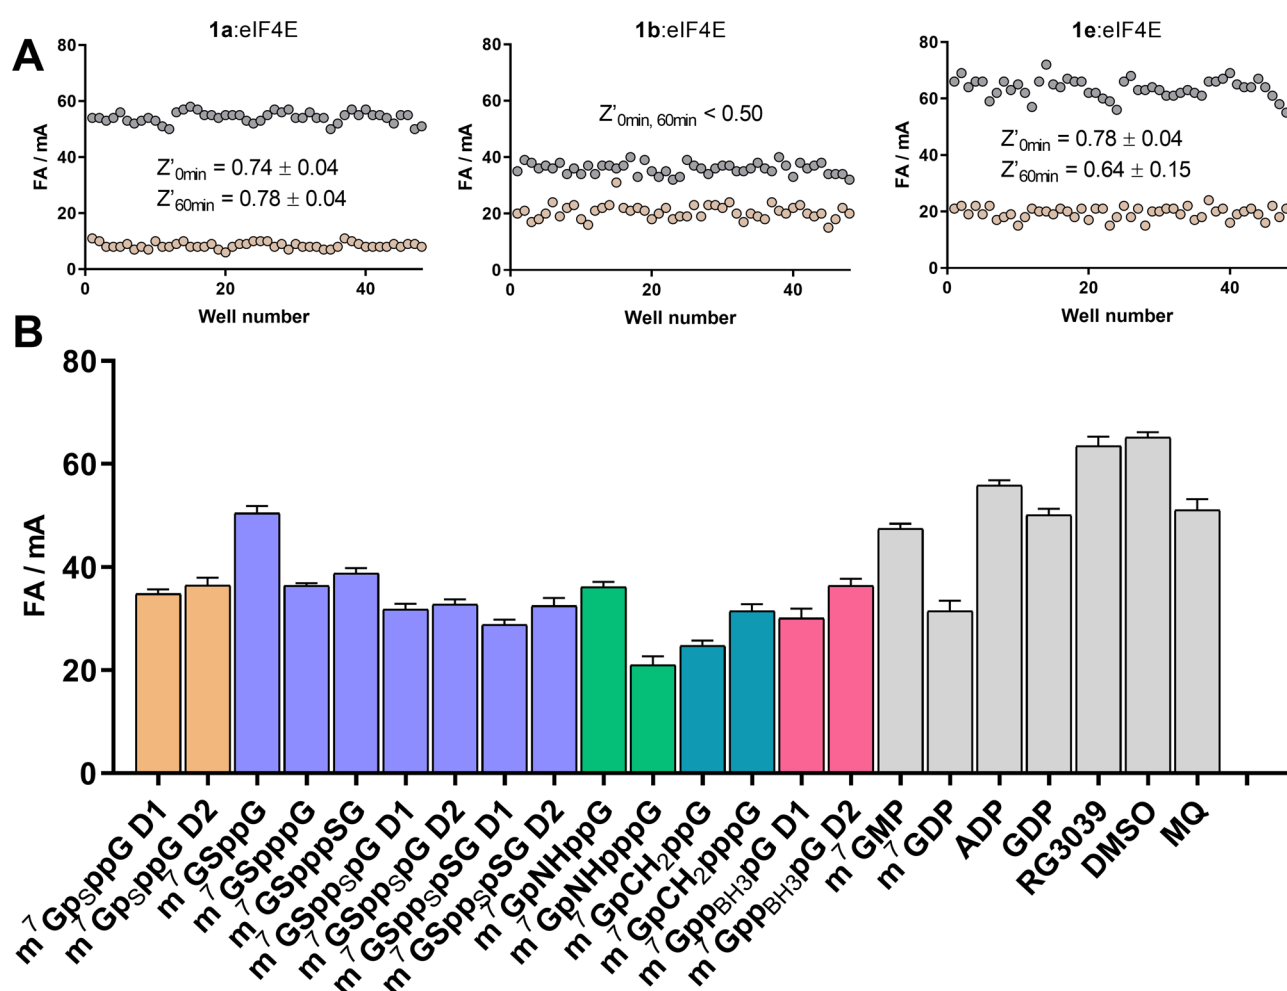 A
1a:eIF4E
80
60
40
20
0
FA / mA
Z'0min = 0.74 ± 0.04
Z'60min = 0.78 ± 0.04
0 20 40
Well number
1b:eIF4E
80
60
40
20
0
FA / mA
Z'0min, 60min < 0.50
0 20 40
Well number
1e:eIF4E
80
60
40
20
0
FA / mA
Z'0min = 0.78 ± 0.04
Z'60min = 0.64 ± 0.15
0 20 40
Well number
B
80
60
40
20
0
FA / mA
m7GpSppG D1
m7GpSppG D2
m7GSppG
m7GSpppG
m7GSpppSG
m7GSppSpG D1
m7GSppSpG D2
m7GSppSpSG D1
m7GSppSpSG D2
m7GpNHppG
m7GpNHpppG
m7GpCH2ppG
m7GpCH2pppG
m7GppBH3pG D1
m7GppBH3pG D2
m7GMP
m7GDP
ADP
GDP
RG3039
DMSO
MQ